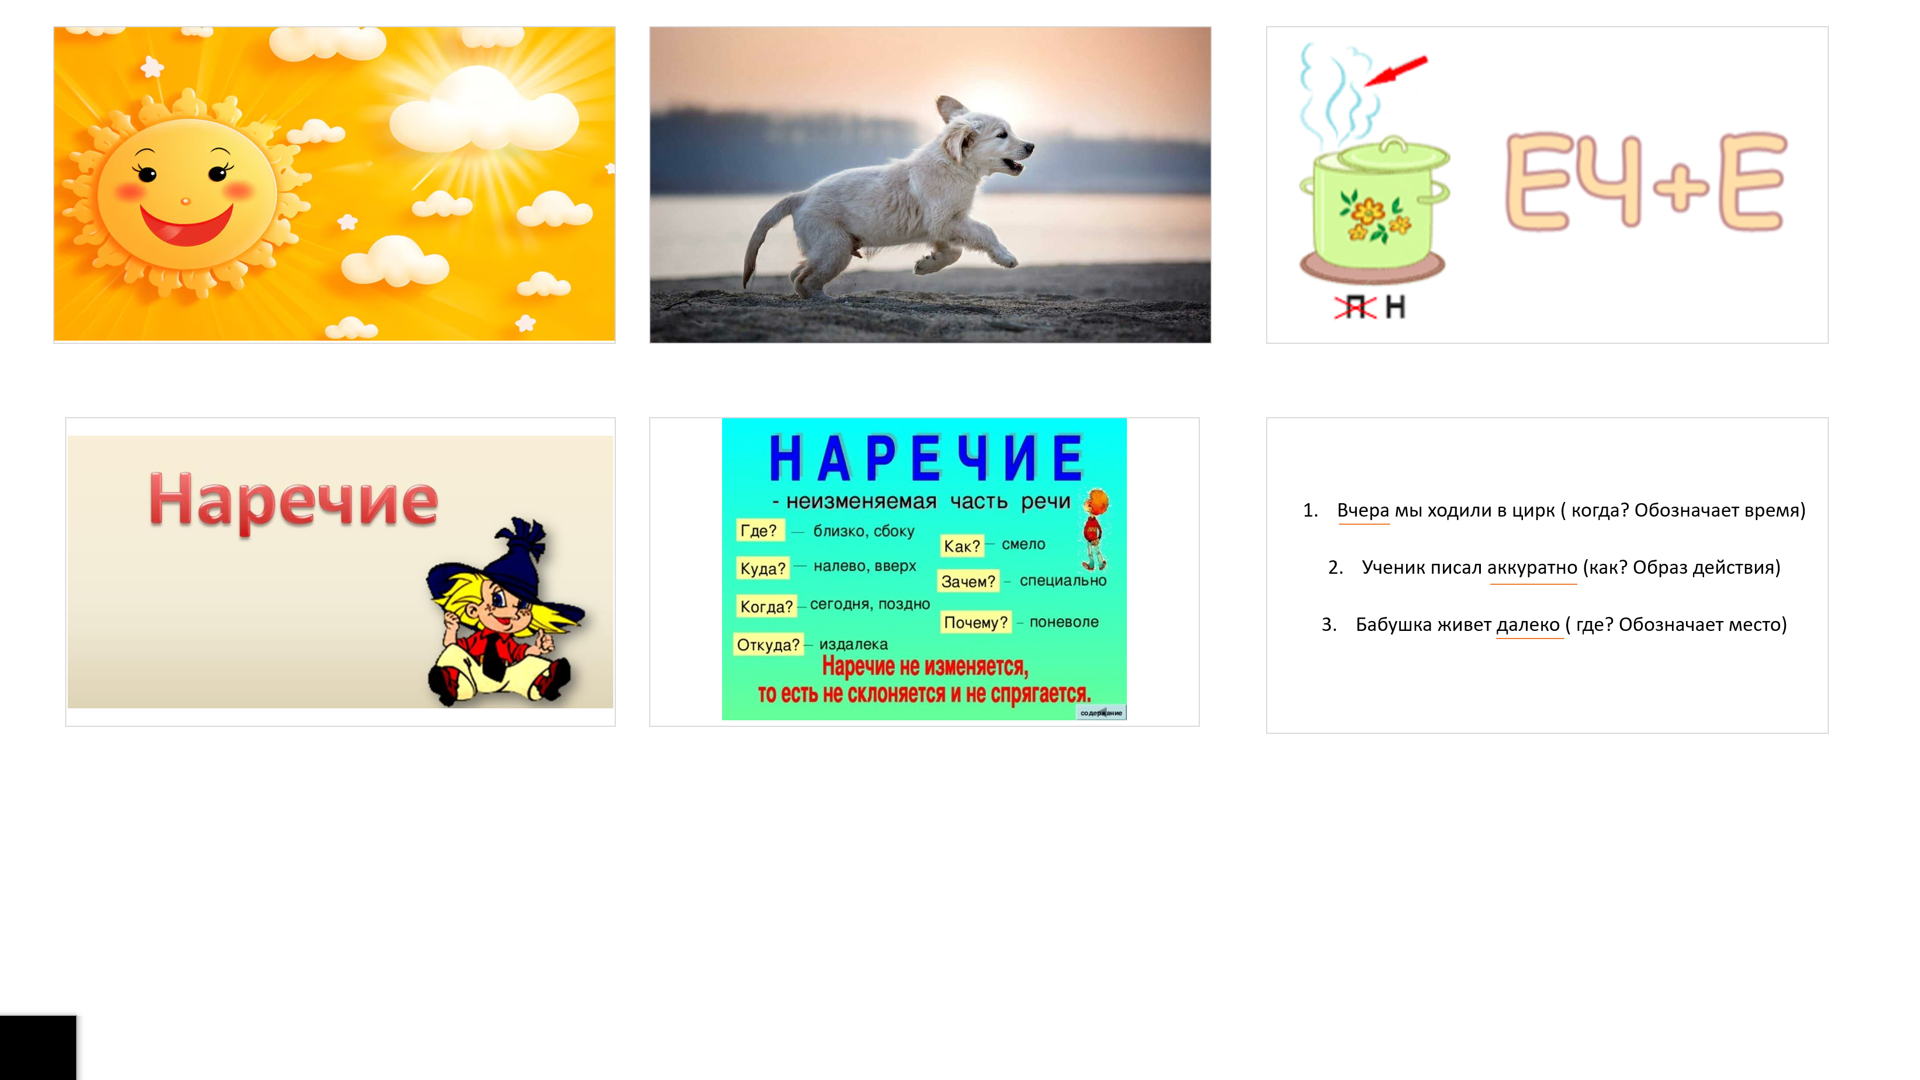 ЕЧ+Е
П Н
Наречие
НАРЕЧИЕ
- неизменяемая часть речи
Где? — близко, сбоку
Куда? — налево, вверх
Когда? – сегодня, поздно
Откуда? – издалека
Как? – смело
Зачем? – специально
Почему? – поневоле
Наречие не изменяется,
то есть не склоняется и не спрягается.
содержание
1. Вчера мы ходили в цирк ( когда? Обозначает время)
2. Ученик писал аккуратно (как? Образ действия)
3. Бабушка живет далеко ( где? Обозначает место)